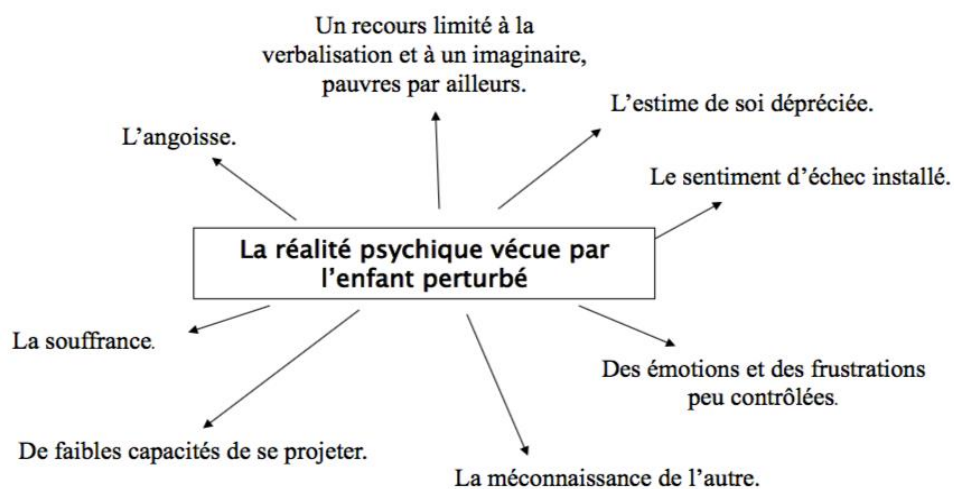 Un recours limité à la
verbalisation et à un imaginaire,
pauvres par ailleurs.
L'estime de soi dépréciée.
L'angoisse.
Le sentiment d'échec installé.
La réalité psychique vécue par
l'enfant perturbé
La souffrance.
Des émotions et des frustrations
peu contrôlées.
De faibles capacités de se projeter.
La méconnaissance de l'autre.